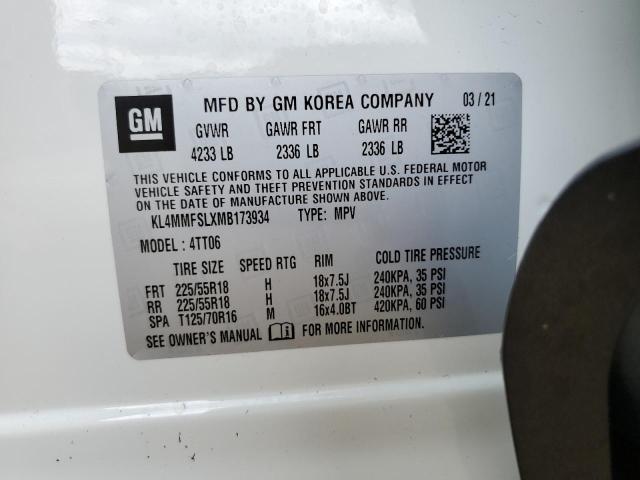 GM MFD BY GM KOREA COMPANY 03 / 21
GVWR GAWR FRT GAWR RR
4233 LB 2336 LB 2336 LB
THIS VEHICLE CONFORMS TO ALL APPLICABLE U.S. FEDERAL MOTOR
VEHICLE SAFETY AND THEFT PREVENTION STANDARDS IN EFFECT
ON THE DATE OF MANUFACTURE SHOWN ABOVE.
KL4MMFSLXMB173934 TYPE: MPV
MODEL : 4TT06
TIRE SIZE SPEED RTG RIM COLD TIRE PRESSURE
FRT 225/55R18 H 18x7.5J 240KPA, 35 PSI
RR 225/55R18 H 18x7.5J 240KPA, 35 PSI
SPA T125/70R16 M 16x4.0BT 420KPA, 60 PSI
SEE OWNER'S MANUAL FOR MORE INFORMATION.